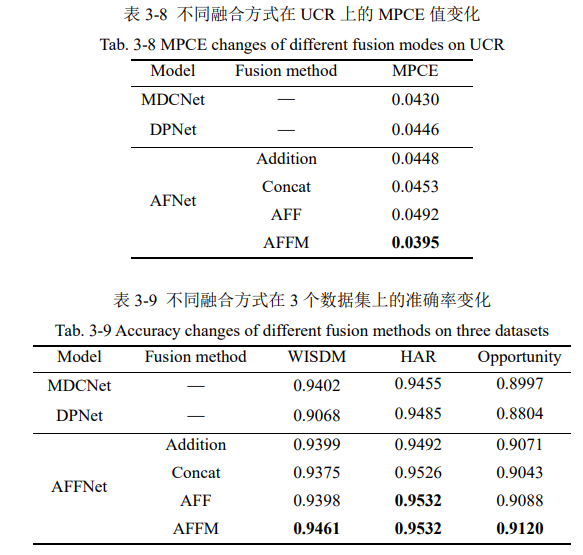 表 3-8 不同融合方式在 UCR 上的 MPCE 值变化
Tab. 3-8 MPCE changes of different fusion modes on UCR
Model Fusion method MPCE
MDCNet — 0.0430
DPNet — 0.0446
AFNet
Addition 0.0448
Concat 0.0453
AFF 0.0492
AFFM 0.0395
表 3-9 不同融合方式在 3 个数据集上的准确率变化
Tab. 3-9 Accuracy changes of different fusion methods on three datasets
Model Fusion method WISDM HAR Opportunity
MDCNet — 0.9402 0.9455 0.8997
DPNet — 0.9068 0.9485 0.8804
AFFNet
Addition 0.9399 0.9492 0.9071
Concat 0.9375 0.9526 0.9043
AFF 0.9398 0.9532 0.9088
AFFM 0.9461 0.9532 0.9120